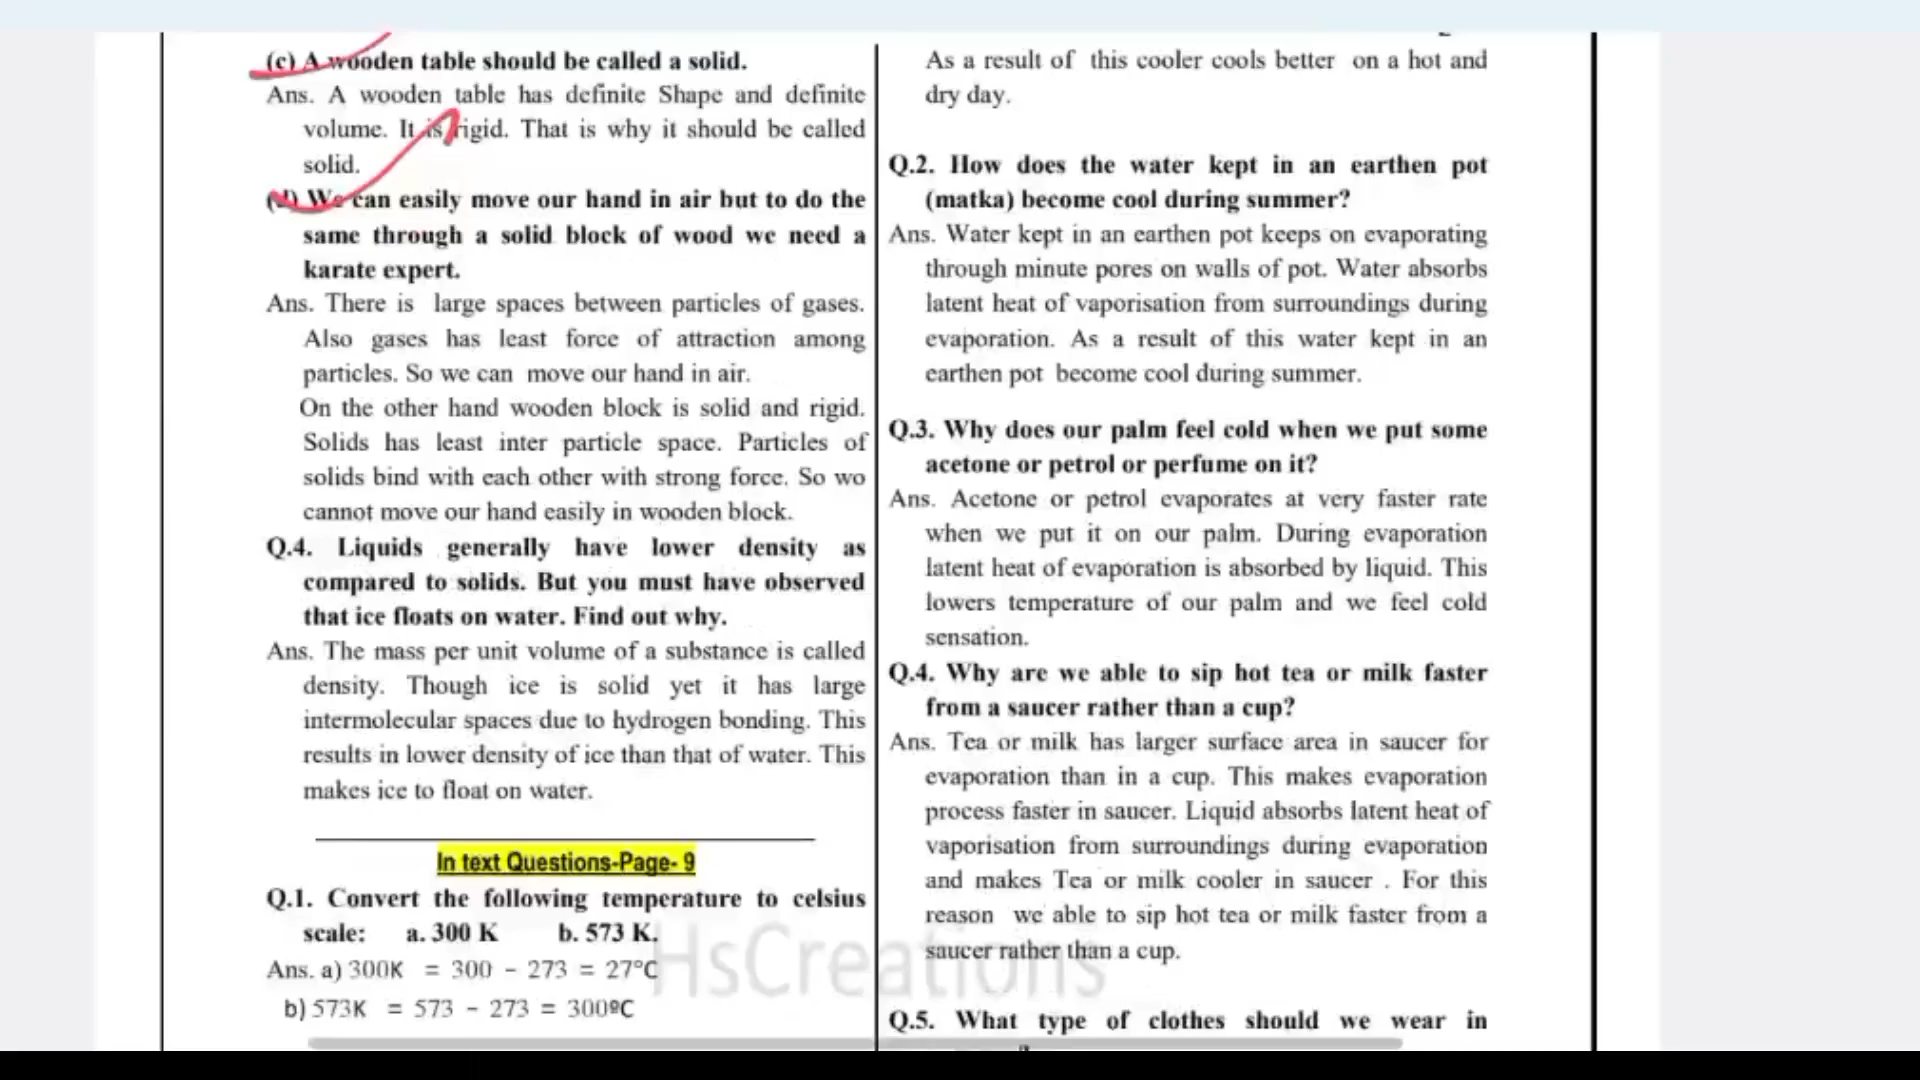 (c) A wooden table should be called a solid.
Ans. A wooden table has definite Shape and definite
volume. It is rigid. That is why it should be called
solid.
(d) We can easily move our hand in air but to do the
same through a solid block of wood we need a
karate expert.
Ans. There is large spaces between particles of gases.
Also gases has least force of attraction among
particles. So we can move our hand in air.
On the other hand wooden block is solid and rigid.
Solids has least inter particle space. Particles of
solids bind with each other with strong force. So wo
cannot move our hand easily in wooden block.
Q.4. Liquids generally have lower density as
compared to solids. But you must have observed
that ice floats on water. Find out why.
Ans. The mass per unit volume of a substance is called
density. Though ice is solid yet it has large
intermolecular spaces due to hydrogen bonding. This
results in lower density of ice than that of water. This
makes ice to float on water.
In text Questions-Page- 9
Q.1. Convert the following temperature to celsius
scale: a. 300 K b. 573 K.
Ans. a) 300K = 300 - 273 = 27°C
b) 573K = 573 - 273 = 300ºC
As a result of this cooler cools better on a hot and
dry day.
Q.2. How does the water kept in an earthen pot
(matka) become cool during summer?
Ans. Water kept in an earthen pot keeps on evaporating
through minute pores on walls of pot. Water absorbs
latent heat of vaporisation from surroundings during
evaporation. As a result of this water kept in an
earthen pot become cool during summer.
Q.3. Why does our palm feel cold when we put some
acetone or petrol or perfume on it?
Ans. Acetone or petrol evaporates at very faster rate
when we put it on our palm. During evaporation
latent heat of evaporation is absorbed by liquid. This
lowers temperature of our palm and we feel cold
sensation.
Q.4. Why are we able to sip hot tea or milk faster
from a saucer rather than a cup?
Ans. Tea or milk has larger surface area in saucer for
evaporation than in a cup. This makes evaporation
process faster in saucer. Liquid absorbs latent heat of
vaporisation from surroundings during evaporation
and makes Tea or milk cooler in saucer . For this
reason we able to sip hot tea or milk faster from a
saucer rather than a cup.
Q.5. What type of clothes should we wear in
HsCreations